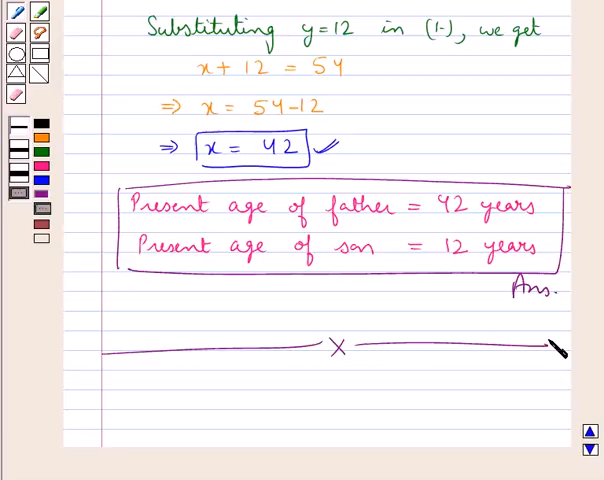 Substituting y=12 in (1), we get
x + 12 = 54
⇒ x = 54-12
⇒ x = 42 ✓
Present age of father = 42 years
Present age of son = 12 years
Ans.
X